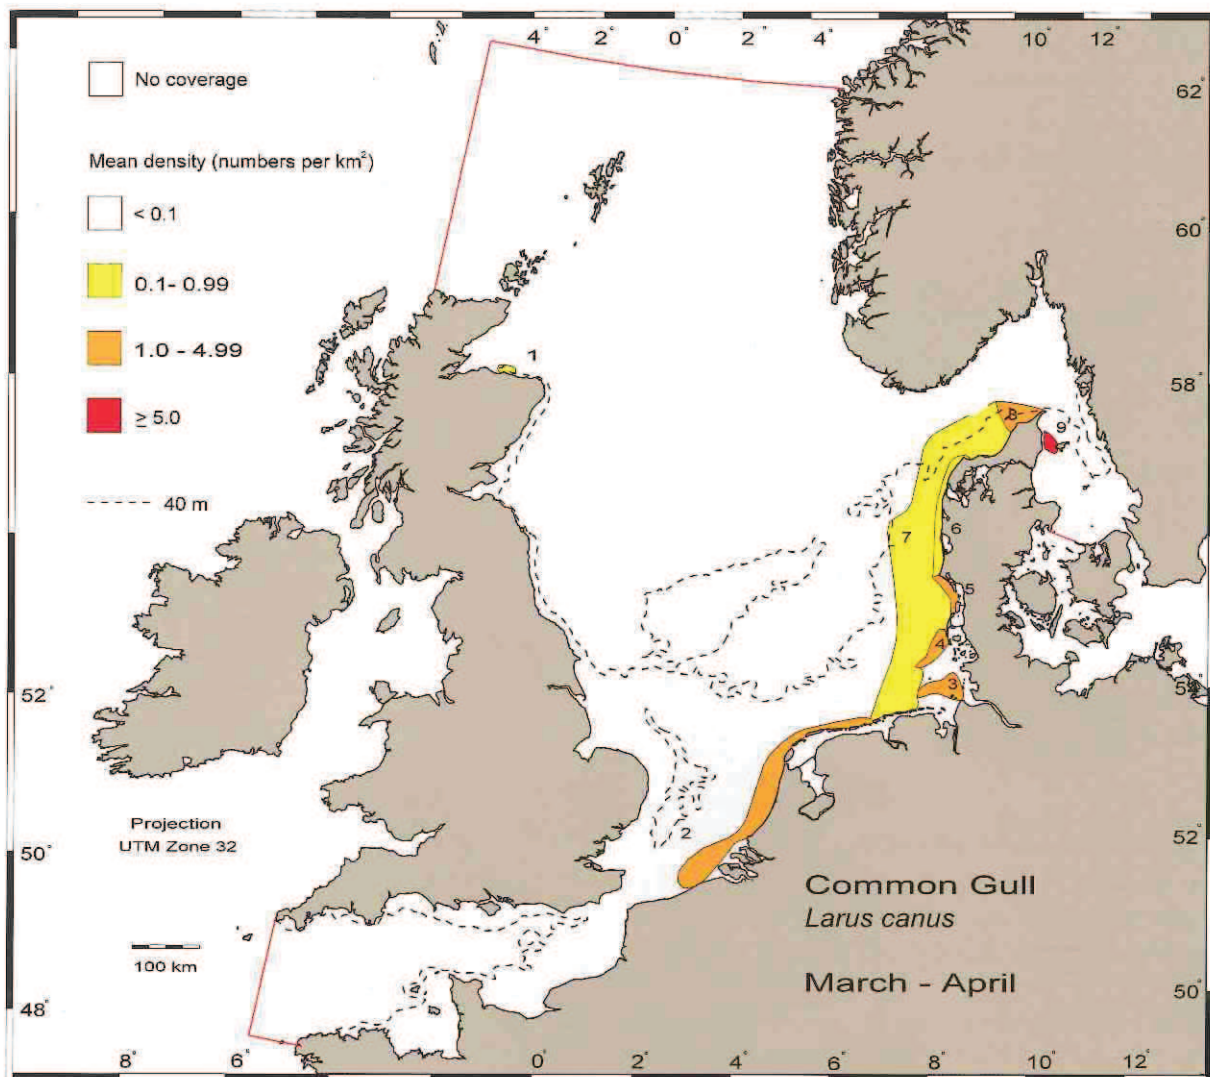 4° 2° 0° 2° 4° 10° 12°
No coverage
62°
Mean density (numbers per km²)
< 0.1
60°
0.1- 0.99
1.0 - 4.99
1
58°
≥ 5.0
8
9
40 m
7
6
5
4
3
52°
54°
Projection
UTM Zone 32
2
52°
50°
Common Gull
Larus canus
100 km
March - April
50°
48°
8° 6° 0° 2° 4° 6° 8° 10° 12°